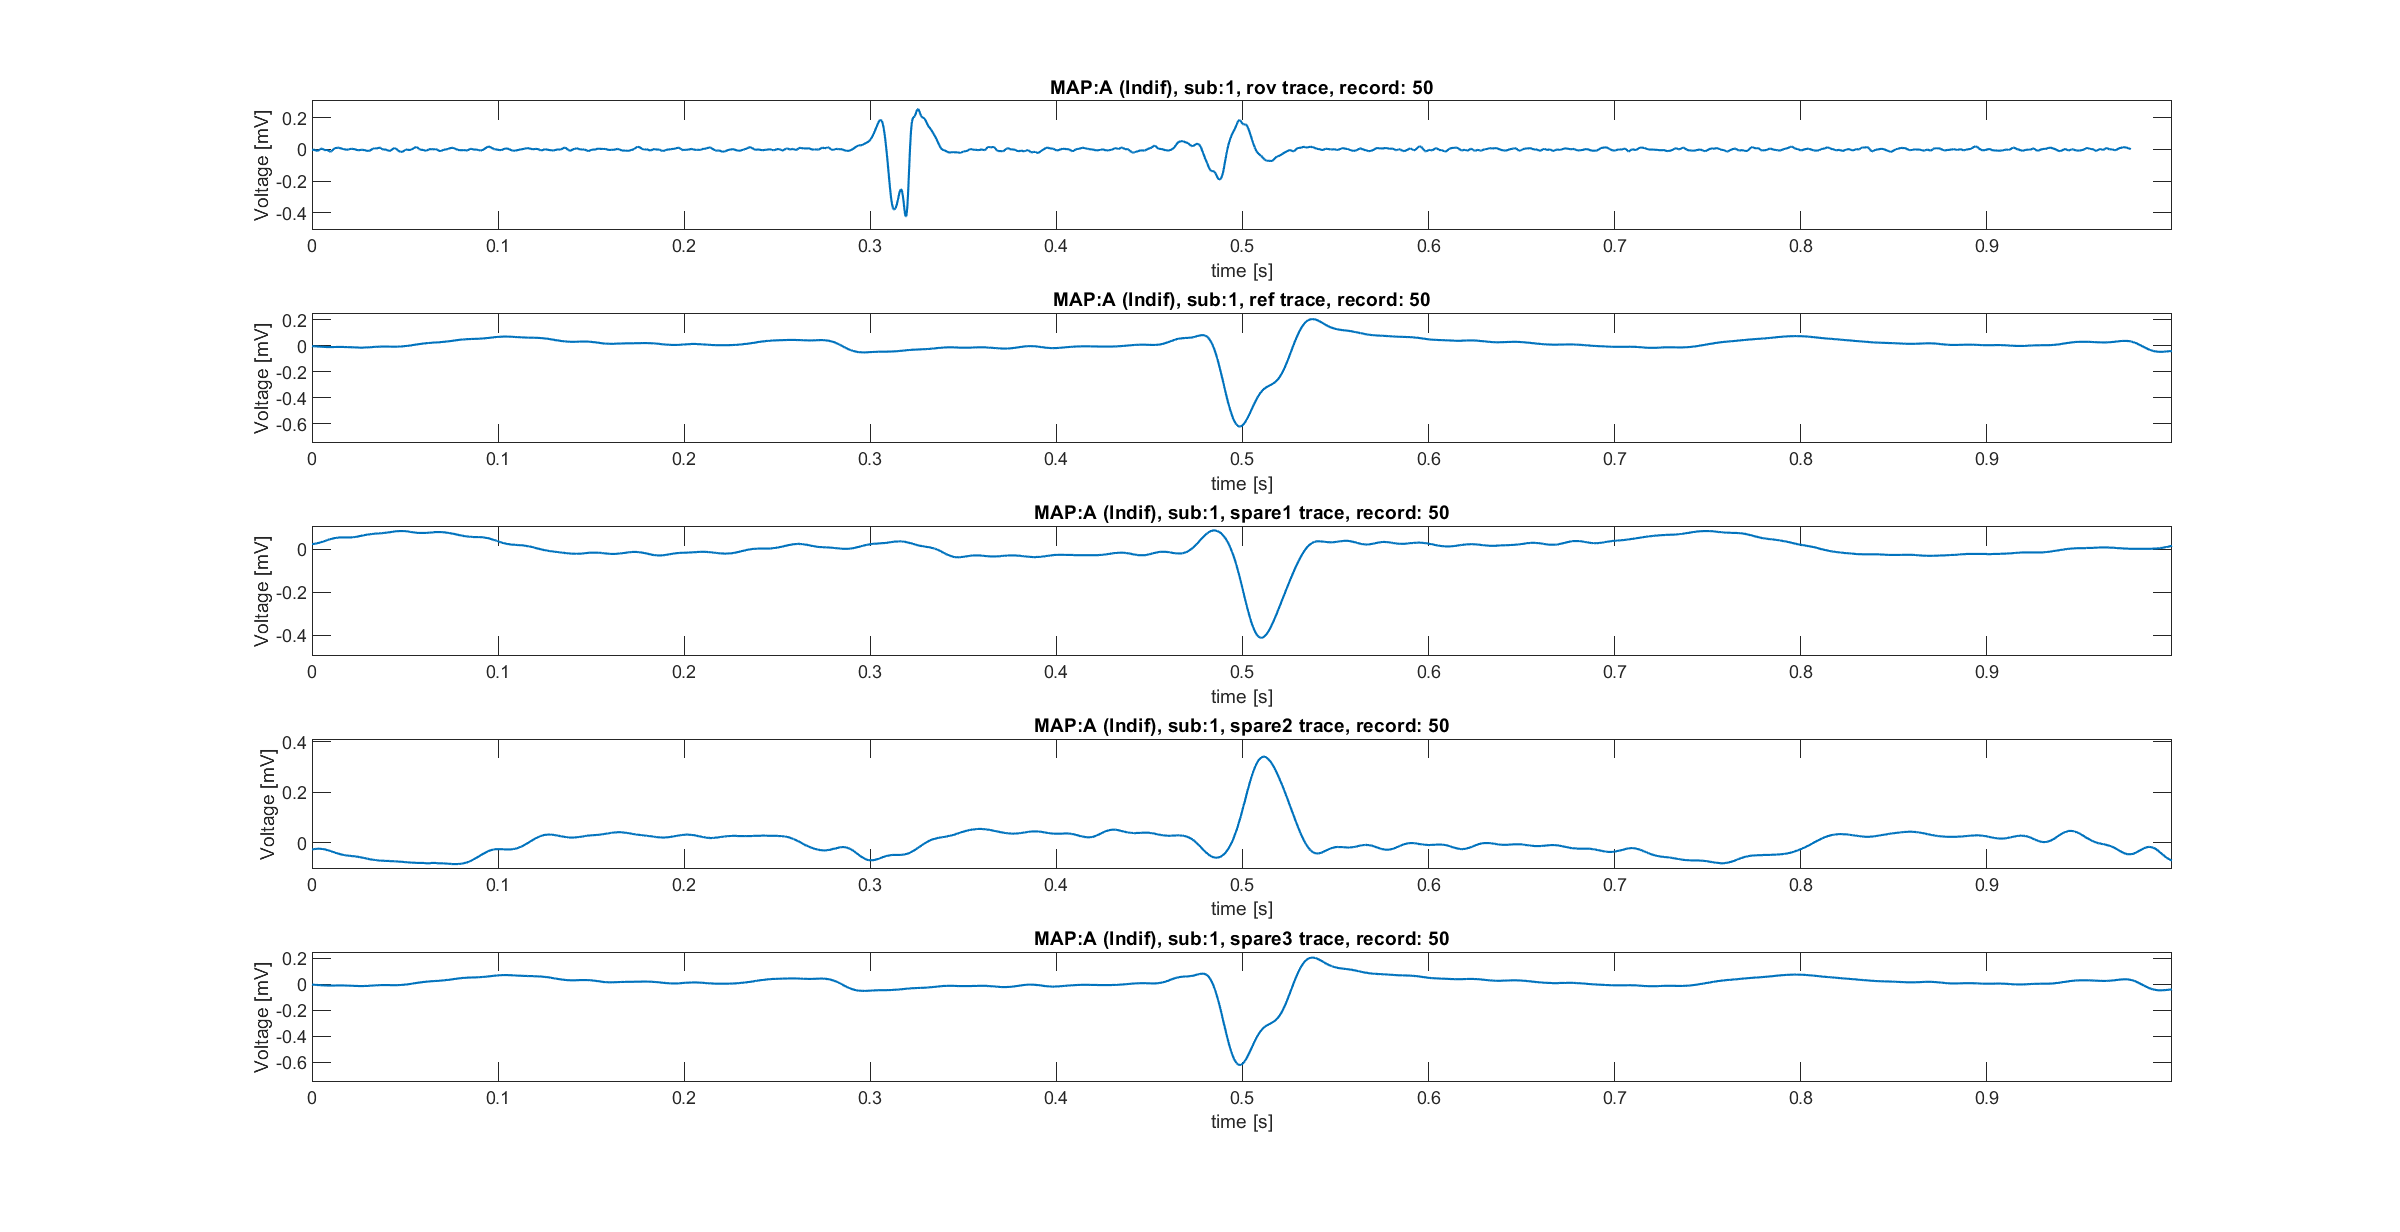 MAP:A (Indif), sub:1, rov trace, record: 50
Voltage [mV]
0.2
0
-0.2
-0.4
0 0.1 0.2 0.3 0.4 0.5 0.6 0.7 0.8 0.9
time [s]
MAP:A (Indif), sub:1, ref trace, record: 50
Voltage [mV]
0.2
0
-0.2
-0.4
-0.6
0 0.1 0.2 0.3 0.4 0.5 0.6 0.7 0.8 0.9
time [s]
MAP:A (Indif), sub:1, spare1 trace, record: 50
Voltage [mV]
0
-0.2
-0.4
0 0.1 0.2 0.3 0.4 0.5 0.6 0.7 0.8 0.9
time [s]
MAP:A (Indif), sub:1, spare2 trace, record: 50
Voltage [mV]
0.4
0.2
0
0 0.1 0.2 0.3 0.4 0.5 0.6 0.7 0.8 0.9
time [s]
MAP:A (Indif), sub:1, spare3 trace, record: 50
Voltage [mV]
0.2
0
-0.2
-0.4
-0.6
0 0.1 0.2 0.3 0.4 0.5 0.6 0.7 0.8 0.9
time [s]